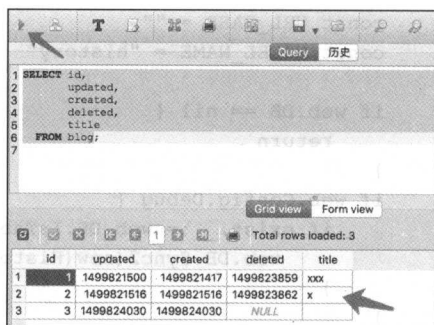 Query 历史
1 SELECT id,
2 updated,
3 created,
4 deleted,
5 title
6 FROM blog;
7
Grid view Form view
1 Total rows loaded: 3
id updated created deleted title
1 1 1499821500 1499821417 1499823859 xxx
2 2 1499821516 1499821516 1499823862 x
3 3 1499824030 1499824030 NULL